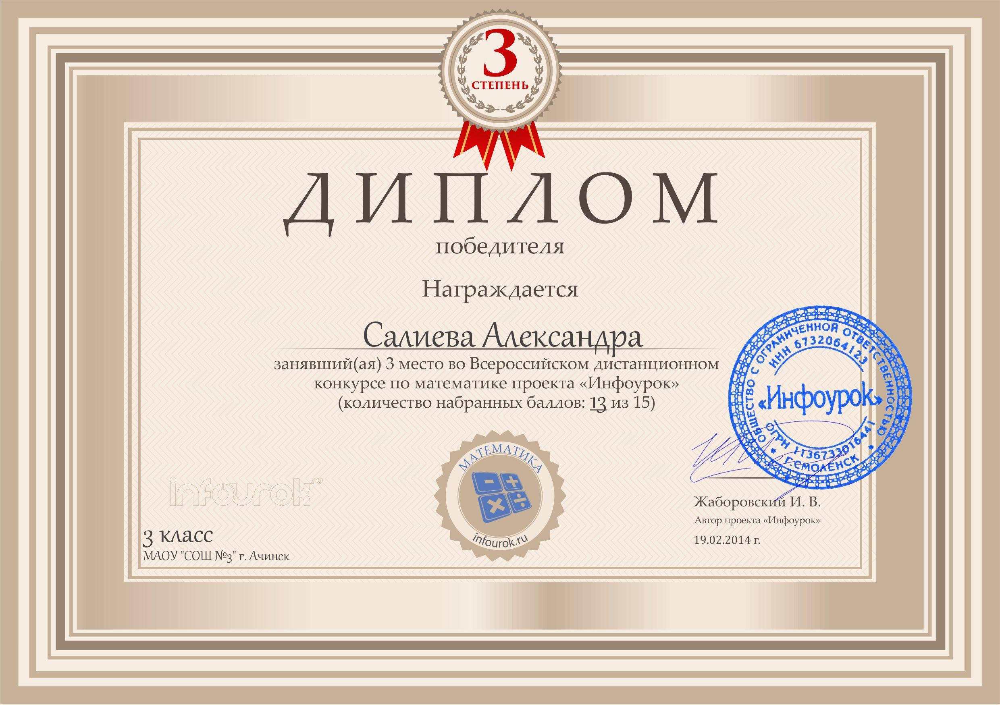 3
СТЕПЕНЬ
ДИПЛОМ
победителя
Награждается
Салиева Александра
занявший(ая) 3 место во Всероссийском дистанционном
конкурсе по математике проекта «Инфоурок»
(количество набранных баллов: 13 из 15)
ОБЩЕСТВО С ОГРАНИЧЕННОЙ ОТВЕТСТВЕННОСТЬЮ
ИНН 6732064123
«Инфоурок»
ОГРН 1136733016441
Г.СМОЛЕНСК
МАТЕМАТИКА
infourok.ru
infourok.ru
Жаборовский И. В.
Автор проекта «Инфоурок»
19.02.2014 г.
3 класс
МАОУ "СОШ №3" г. Ачинск